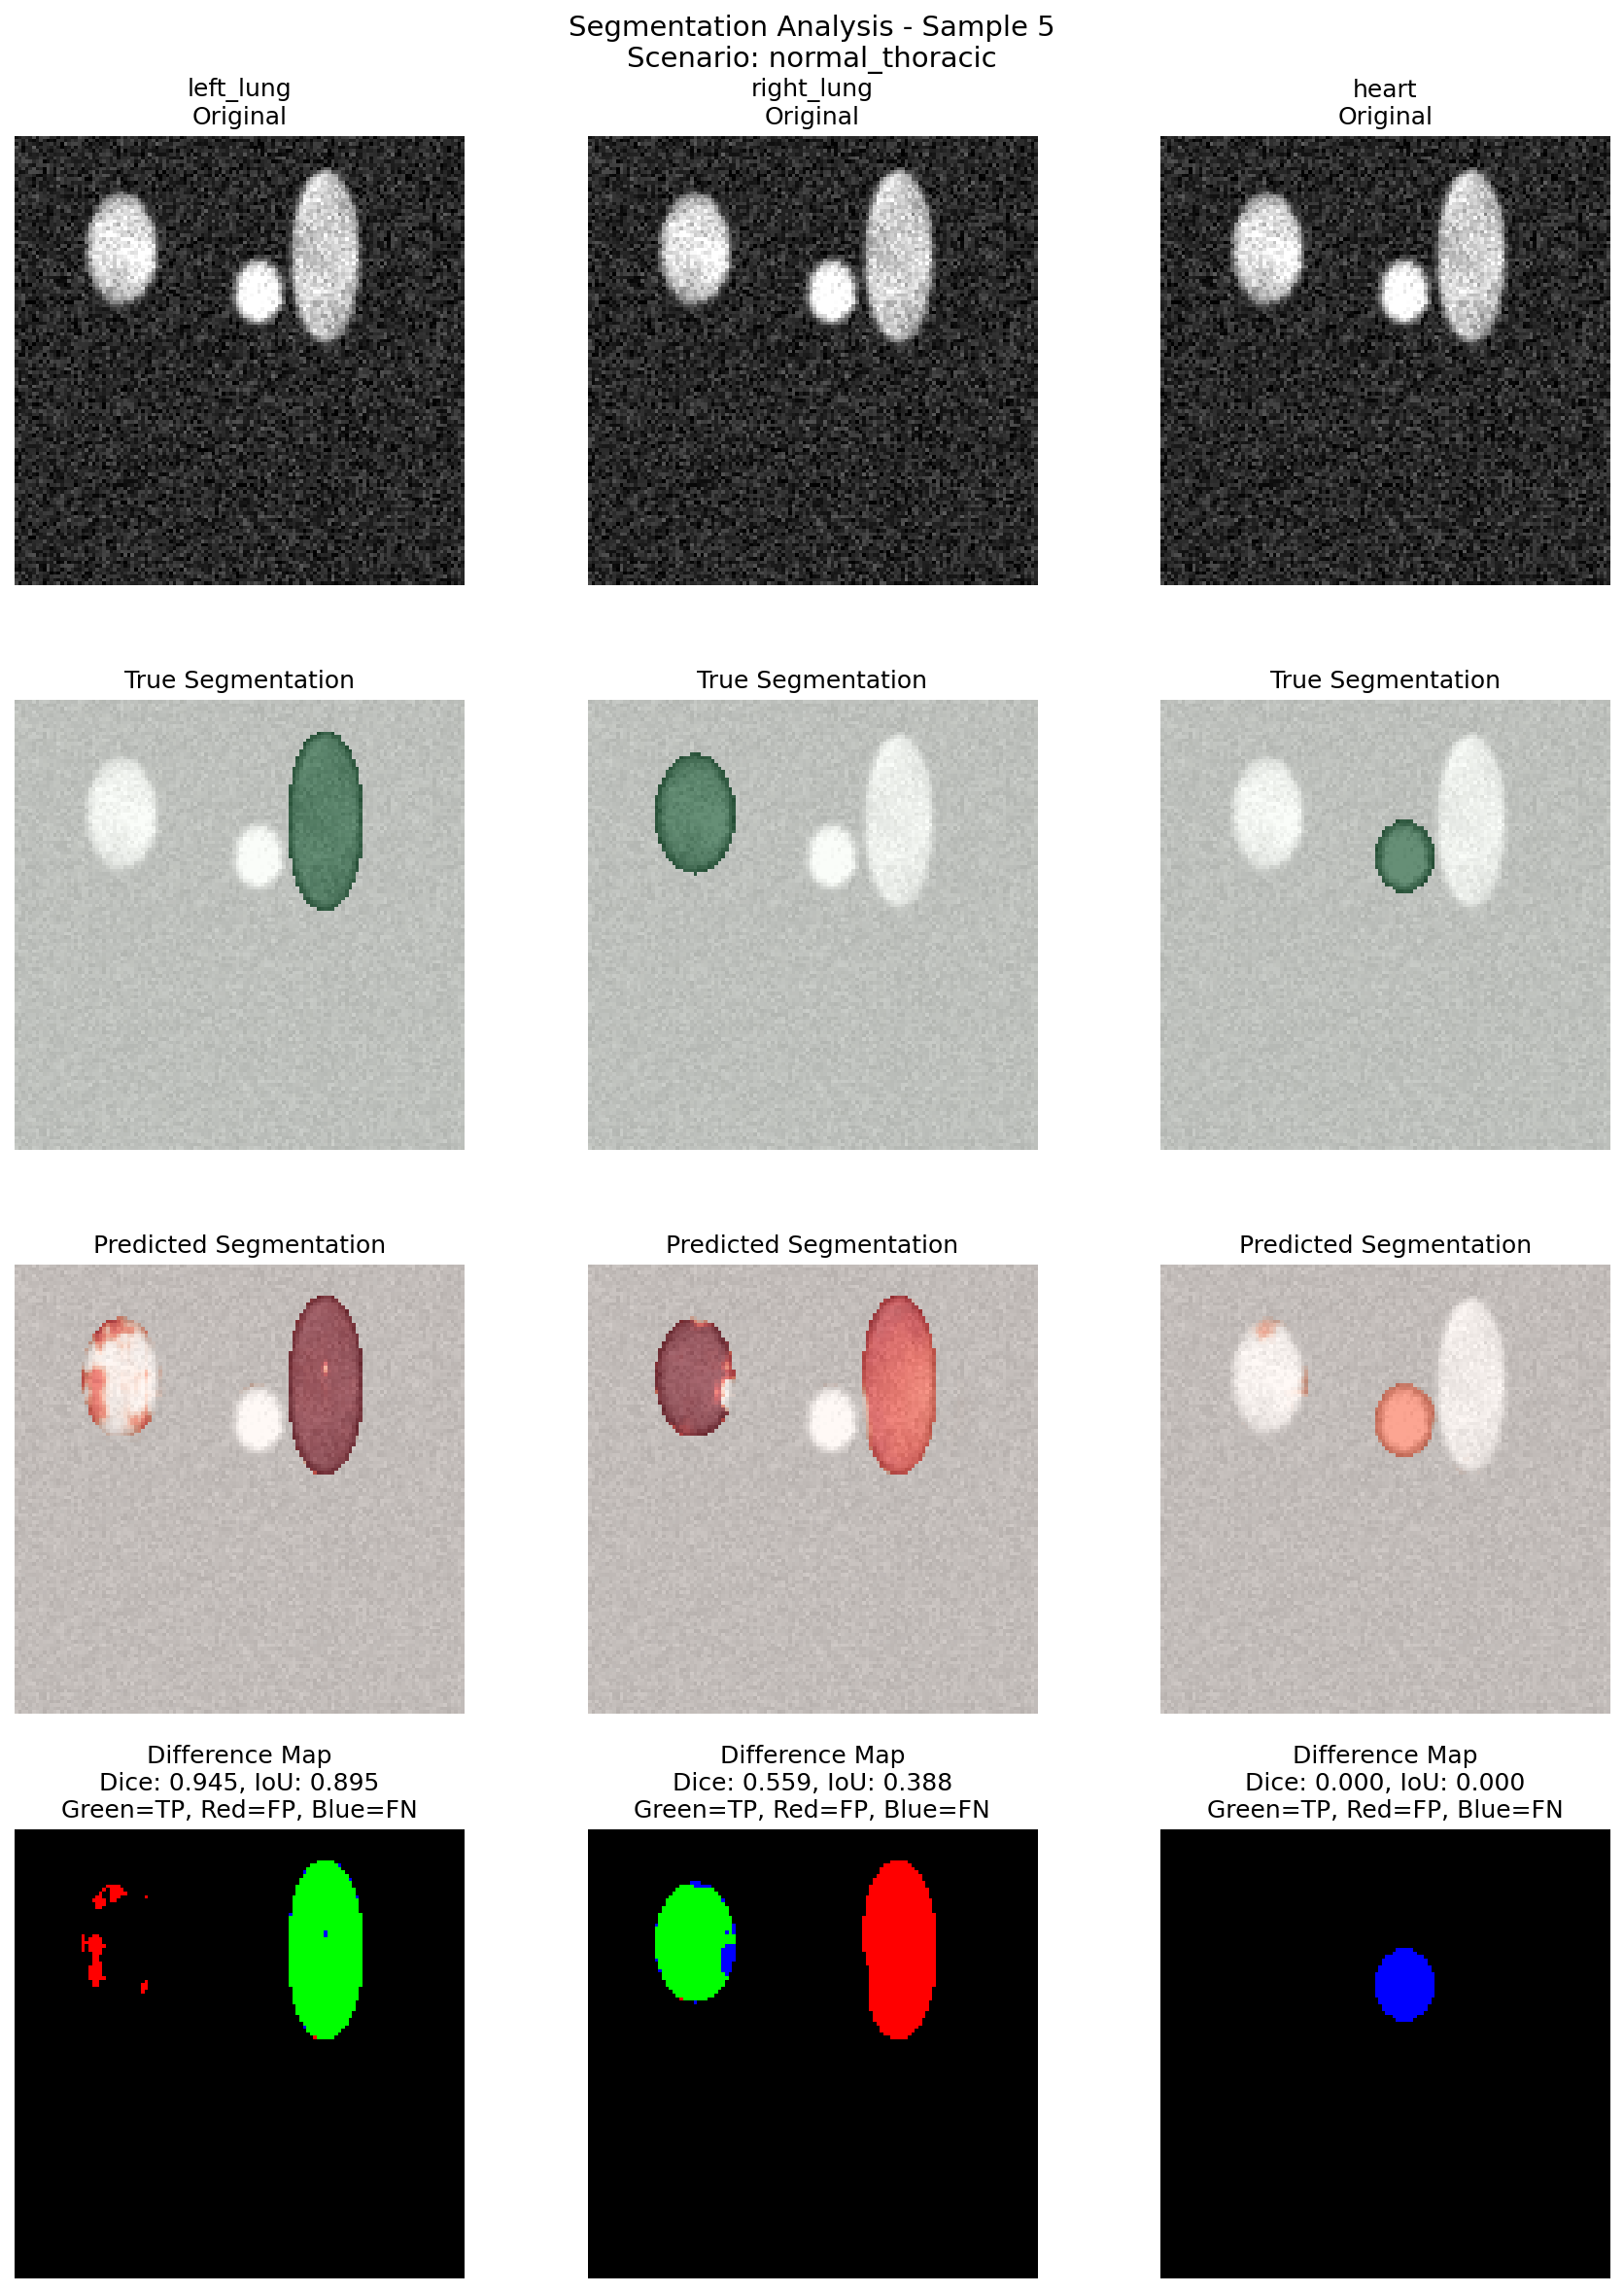 Segmentation Analysis - Sample 5
Scenario: normal_thoracic
left_lung
Original
right_lung
Original
heart
Original
True Segmentation
True Segmentation
True Segmentation
Predicted Segmentation
Predicted Segmentation
Predicted Segmentation
Difference Map
Dice: 0.945, IoU: 0.895
Green=TP, Red=FP, Blue=FN
Difference Map
Dice: 0.559, IoU: 0.388
Green=TP, Red=FP, Blue=FN
Difference Map
Dice: 0.000, IoU: 0.000
Green=TP, Red=FP, Blue=FN